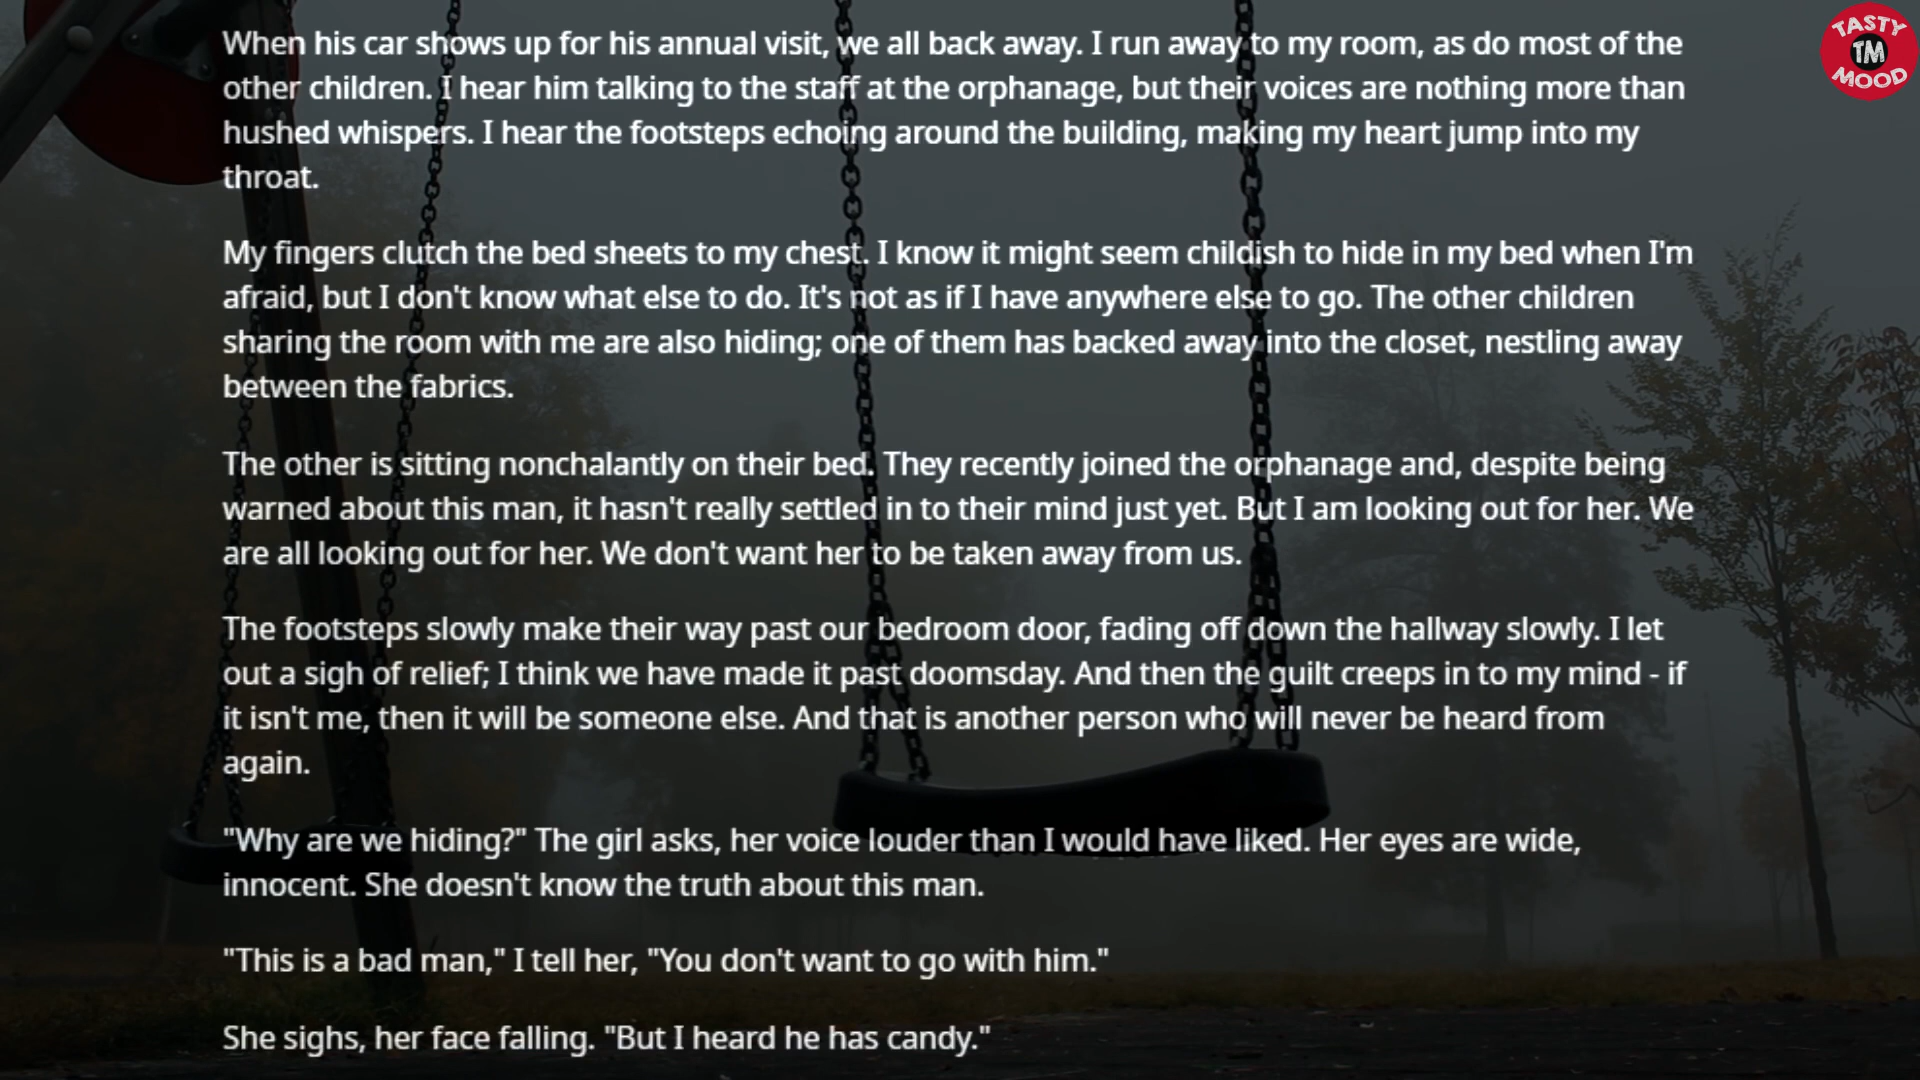 TASTY
TM
MOOD
When his car shows up for his annual visit, we all back away. I run away to my room, as do most of the
other children. I hear him talking to the staff at the orphanage, but their voices are nothing more than
hushed whispers. I hear the footsteps echoing around the building, making my heart jump into my
throat.
My fingers clutch the bed sheets to my chest. I know it might seem childish to hide in my bed when I'm
afraid, but I don't know what else to do. It's not as if I have anywhere else to go. The other children
sharing the room with me are also hiding; one of them has backed away into the closet, nestling away
between the fabrics.
The other is sitting nonchalantly on their bed. They recently joined the orphanage and, despite being
warned about this man, it hasn't really settled in to their mind just yet. But I am looking out for her. We
are all looking out for her. We don't want her to be taken away from us.
The footsteps slowly make their way past our bedroom door, fading off down the hallway slowly. I let
out a sigh of relief; I think we have made it past doomsday. And then the guilt creeps in to my mind - if
it isn't me, then it will be someone else. And that is another person who will never be heard from
again.
"Why are we hiding?" The girl asks, her voice louder than I would have liked. Her eyes are wide,
innocent. She doesn't know the truth about this man.
"This is a bad man," I tell her, "You don't want to go with him."
She sighs, her face falling. "But I heard he has candy."